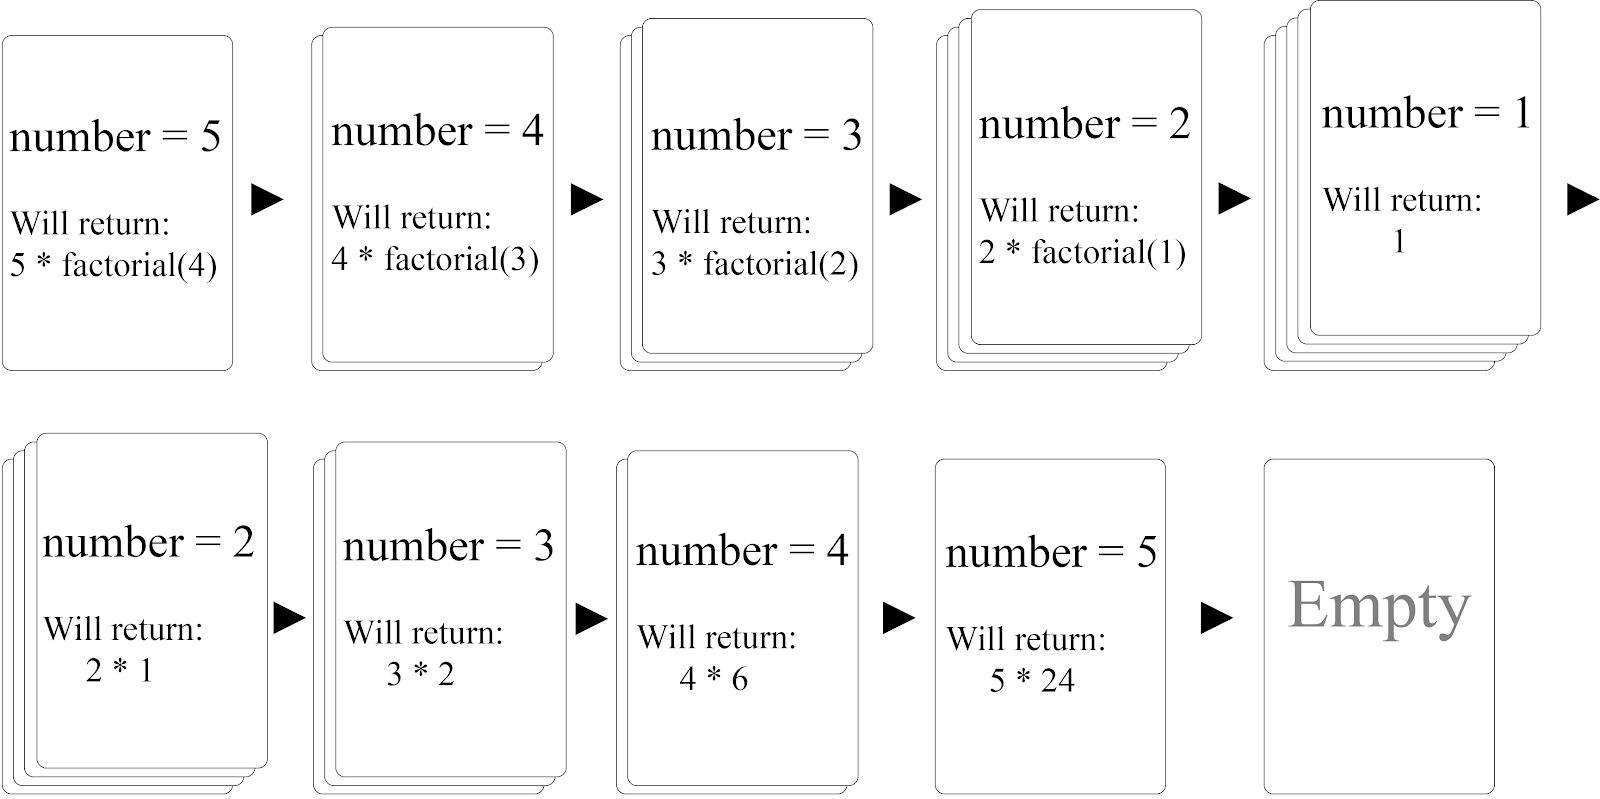 number = 5
Will return:
5 * factorial(4)
number = 4
Will return:
4 * factorial(3)
number = 3
Will return:
3 * factorial(2)
number = 2
Will return:
2 * factorial(1)
number = 1
Will return:
1
number = 2
Will return:
2 * 1
number = 3
Will return:
3 * 2
number = 4
Will return:
4 * 6
number = 5
Will return:
5 * 24
Empty